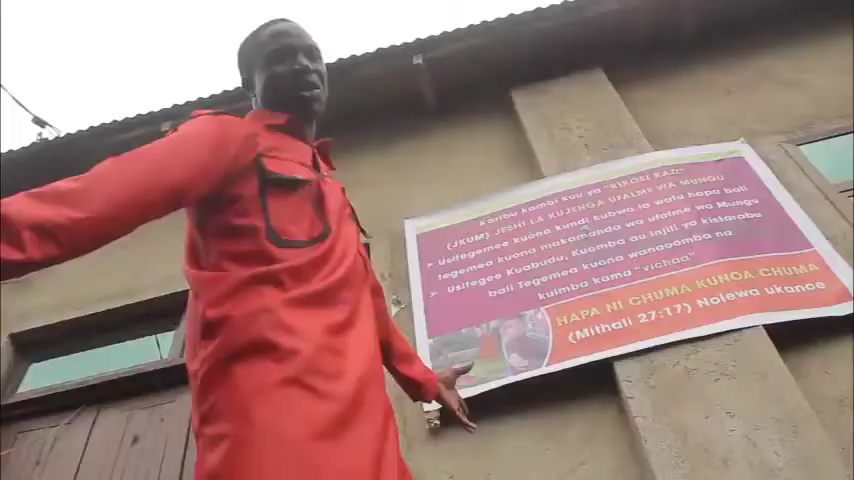 Karibu kambi kuu ya "KIKOSI KAZI"
(JKUM) JESHI LA KUJENGA UFALME WA MUNGU
Usitegemee kuona kundi kubwa la watu hapa bali
tegemea kuona makamanda wa ufalme wa Mungu
Usitege Kuabudu, Kuomba au Injili ya kistarabu
bali Tegemea kuona wanaoamba na
kuimba kama "vichaa"
HAPA NI CHUMA KUNOA CHUMA
(Mithali 27:17) Nolewa ukanoe